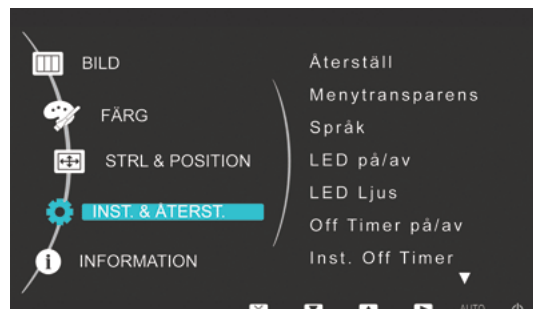 BILD
FÄRG
STRL & POSITION
INST. & ÅTERST.
INFORMATION
Återställ
Menytransparens
Språk
LED på/av
LED Ljus
Off Timer på/av
Inst. Off Timer
AUTO